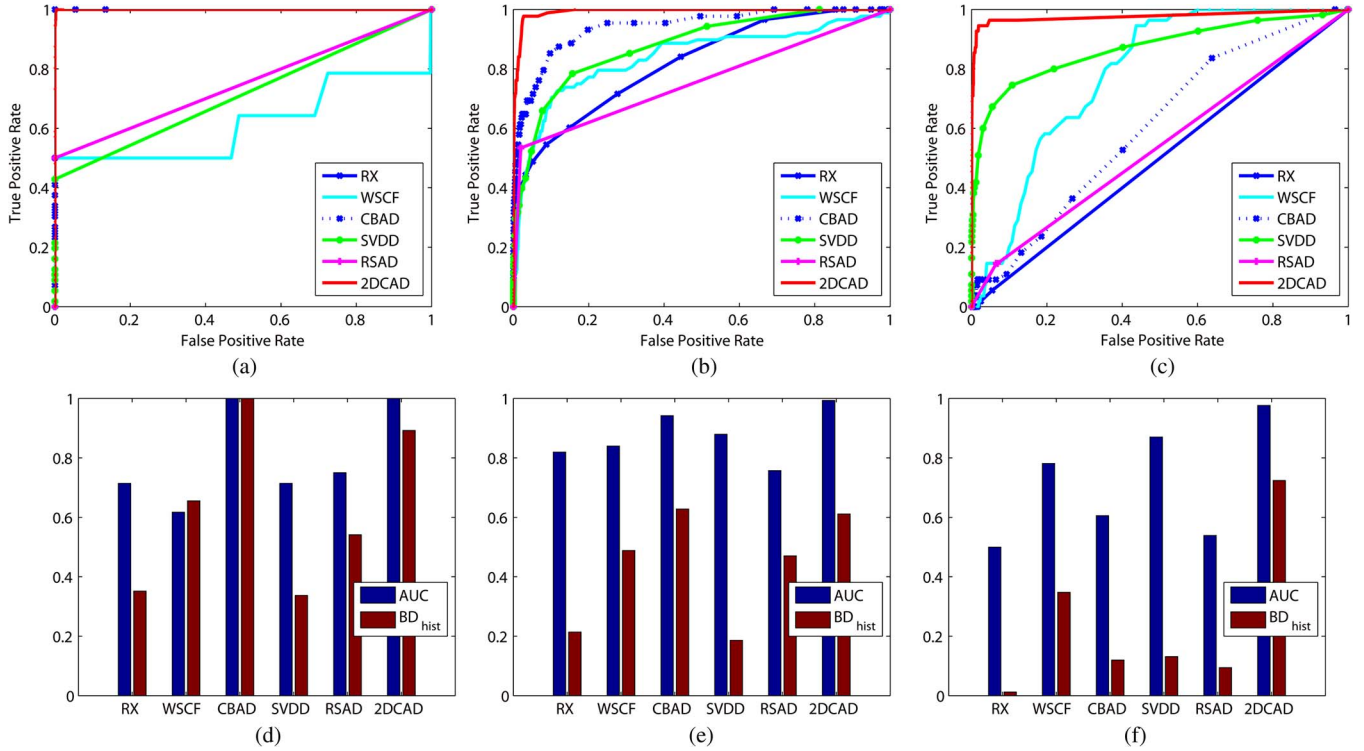 1
0.8
0.6
0.4
0.2
0
True Positive Rate
0 0.2 0.4 0.6 0.8 1
False Positive Rate
RX
WSCF
CBAD
SVDD
RSAD
2DCAD
(a)
1
0.8
0.6
0.4
0.2
0
True Positive Rate
0 0.2 0.4 0.6 0.8 1
False Positive Rate
RX
WSCF
CBAD
SVDD
RSAD
2DCAD
(b)
1
0.8
0.6
0.4
0.2
0
True Positive Rate
0 0.2 0.4 0.6 0.8 1
False Positive Rate
RX
WSCF
CBAD
SVDD
RSAD
2DCAD
(c)
1
0.8
0.6
0.4
0.2
0
AUC
BD hist
RX WSCF CBAD SVDD RSAD 2DCAD
(d)
1
0.8
0.6
0.4
0.2
0
AUC
BD hist
RX WSCF CBAD SVDD RSAD 2DCAD
(e)
1
0.8
0.6
0.4
0.2
0
AUC
BD hist
RX WSCF CBAD SVDD RSAD 2DCAD
(f)